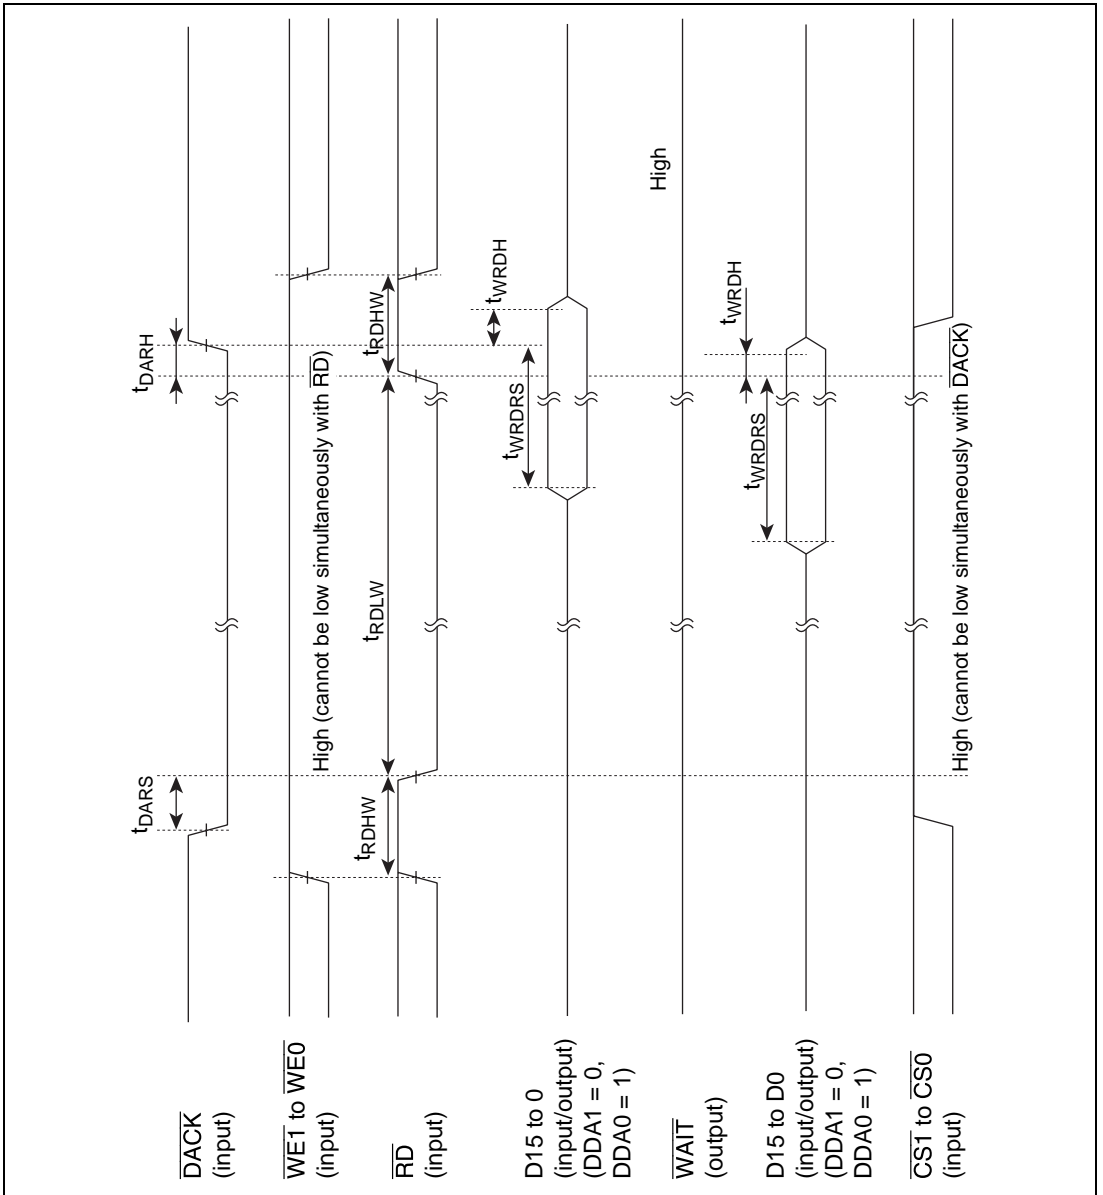 DACK
(input)
tDARS
tDARH
WE1 to WE0
(input)
High (cannot be low simultaneously with RD)
RD
(input)
tRDHW
tRDLW
tRDHW
D15 to 0
(input/output)
(DDA1 = 0,
DDA0 = 1)
tWRDRS
tWRDH
WAIT
(output)
High
D15 to D0
(input/output)
(DDA1 = 0,
DDA0 = 1)
tWRDRS
tWRDH
CS1 to CS0
(input)
High (cannot be low simultaneously with DACK)